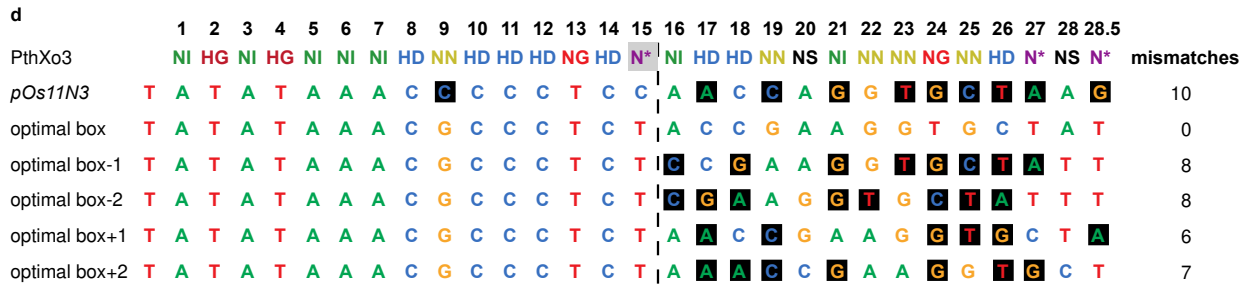 d
1 2 3 4 5 6 7 8 9 10 11 12 13 14 15 16 17 18 19 20 21 22 23 24 25 26 27 28 28.5
PthXo3 NI HG NI HG NI NI NI HD NN HD HD HD NG HD N* NI HD HD NN NS NI NN NN NG NN HD N* NS N* mismatches
pOs11N3 T A T A T A A A C C C C C T C C A A C C A G G T G C T A A G 10
optimal box T A T A T A A A C G C C C T C T A C C G A A G G T G C T A T 0
optimal box-1 T A T A T A A A C G C C C T C T C C G A A G G T G C T A T T 8
optimal box-2 T A T A T A A A C G C C C T C T C G A A G G T G C T A T T T 8
optimal box+1 T A T A T A A A C G C C C T C T A A C C G A A G G T G C T A 6
optimal box+2 T A T A T A A A C G C C C T C T A A A C C G A A G G T G C T 7